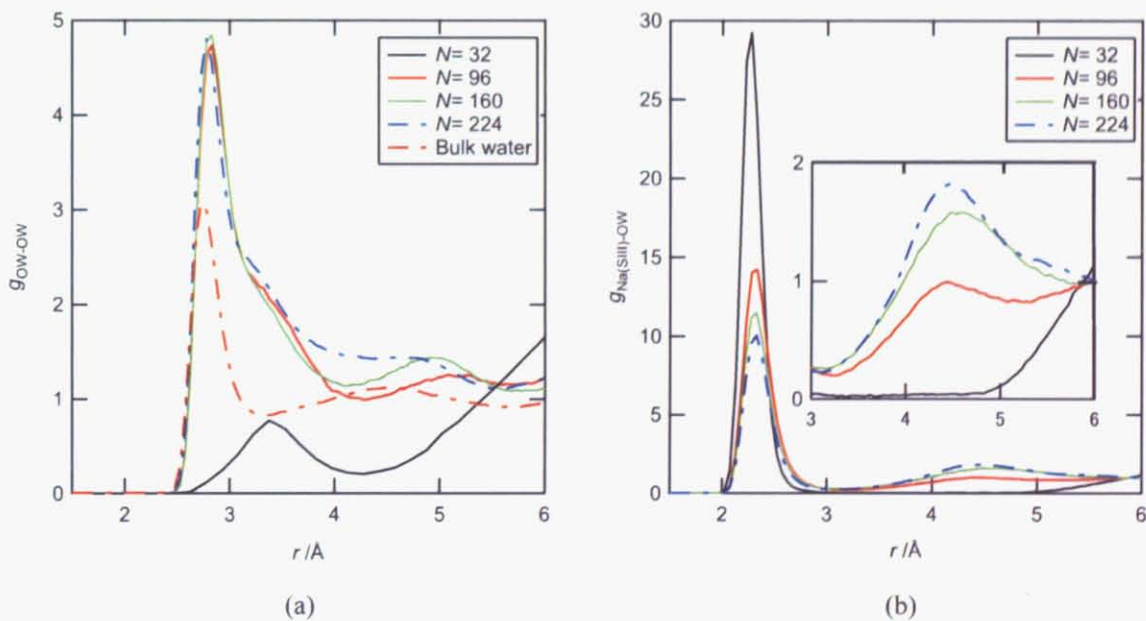 5
4
3
2
1
0
g_OW-OW
N= 32
N= 96
N= 160
N= 224
Bulk water
2 3 4 5 6
r /Å
(a)
30
25
20
15
10
5
0
g_Na(SIII)-OW
N= 32
N= 96
N= 160
N= 224
2
1
0
3 4 5 6
2 3 4 5 6
r /Å
(b)